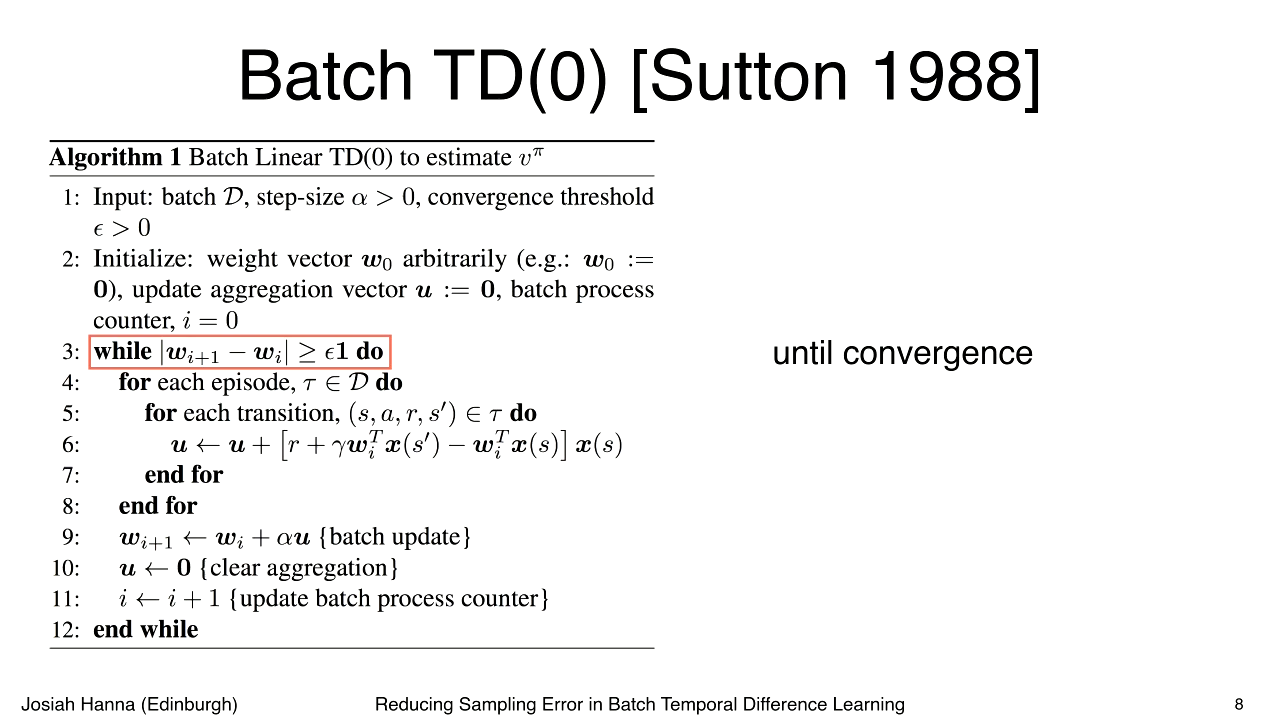 Batch TD(0) [Sutton 1988]
Algorithm 1 Batch Linear TD(0) to estimate v^π
1: Input: batch 𝒟, step-size α > 0, convergence threshold
ϵ > 0
2: Initialize: weight vector w₀ arbitrarily (e.g.: w₀ :=
0), update aggregation vector u := 0, batch process
counter, i = 0
3: while |w_{i+1} − w_i| ≥ ϵ1 do
until convergence
4: for each episode, τ ∈ 𝒟 do
5: for each transition, (s, a, r, s′) ∈ τ do
6: u ← u + [r + γw_i^T x(s′) − w_i^T x(s)] x(s)
7: end for
8: end for
9: w_{i+1} ← w_i + αu {batch update}
10: u ← 0 {clear aggregation}
11: i ← i + 1 {update batch process counter}
12: end while
Josiah Hanna (Edinburgh)
Reducing Sampling Error in Batch Temporal Difference Learning
8